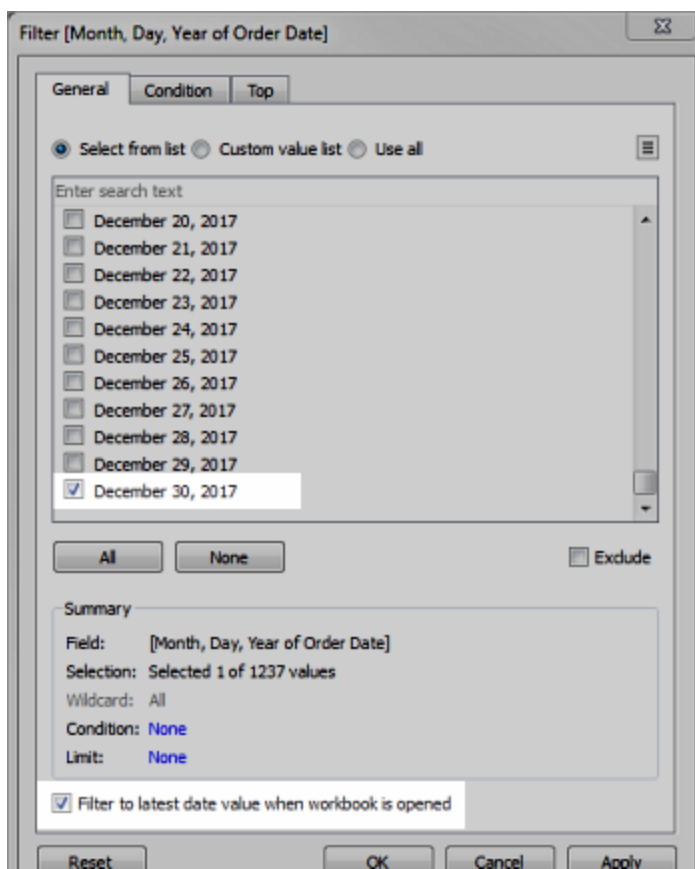 Filter [Month, Day, Year of Order Date]
General Condition Top
Select from list Custom value list Use all
Enter search text
December 20, 2017
December 21, 2017
December 22, 2017
December 23, 2017
December 24, 2017
December 25, 2017
December 26, 2017
December 27, 2017
December 28, 2017
December 29, 2017
December 30, 2017
All None Exclude
Summary
Field: [Month, Day, Year of Order Date]
Selection: Selected 1 of 1237 values
Wildcard: All
Condition: None
Limit: None
Filter to latest date value when workbook is opened
Reset OK Cancel Apply